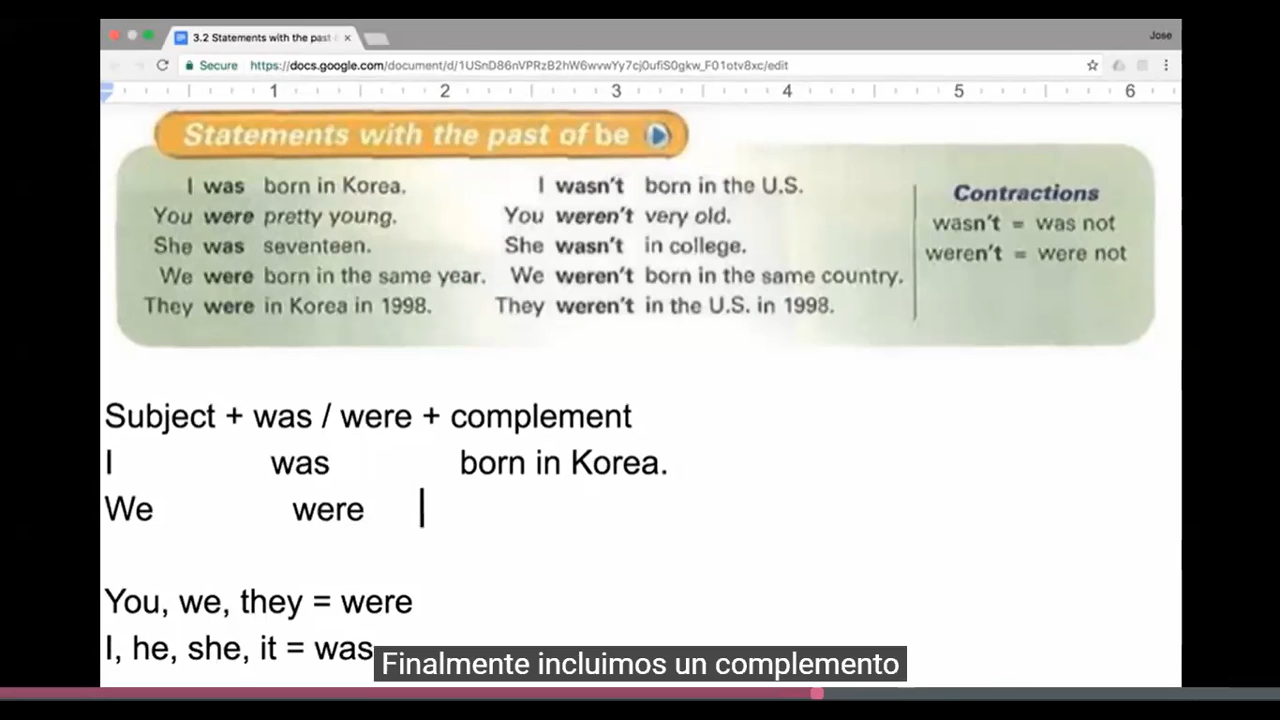 3.2 Statements with the past
Jose
Secure https://docs.google.com/document/d/1USnD86nVPRzB2hW6wvwYy7cj0ufiS0gkw_F01otv8xc/edit
1 2 3 4 5 6
Statements with the past of be
I was born in Korea. I wasn't born in the U.S. Contractions
You were pretty young. You weren't very old. wasn't = was not
She was seventeen. She wasn't in college. weren't = were not
We were born in the same year. We weren't born in the same country.
They were in Korea in 1998. They weren't in the U.S. in 1998.
Subject + was / were + complement
I was born in Korea.
We were
You, we, they = were
I, he, she, it = was
Finalmente incluimos un complemento